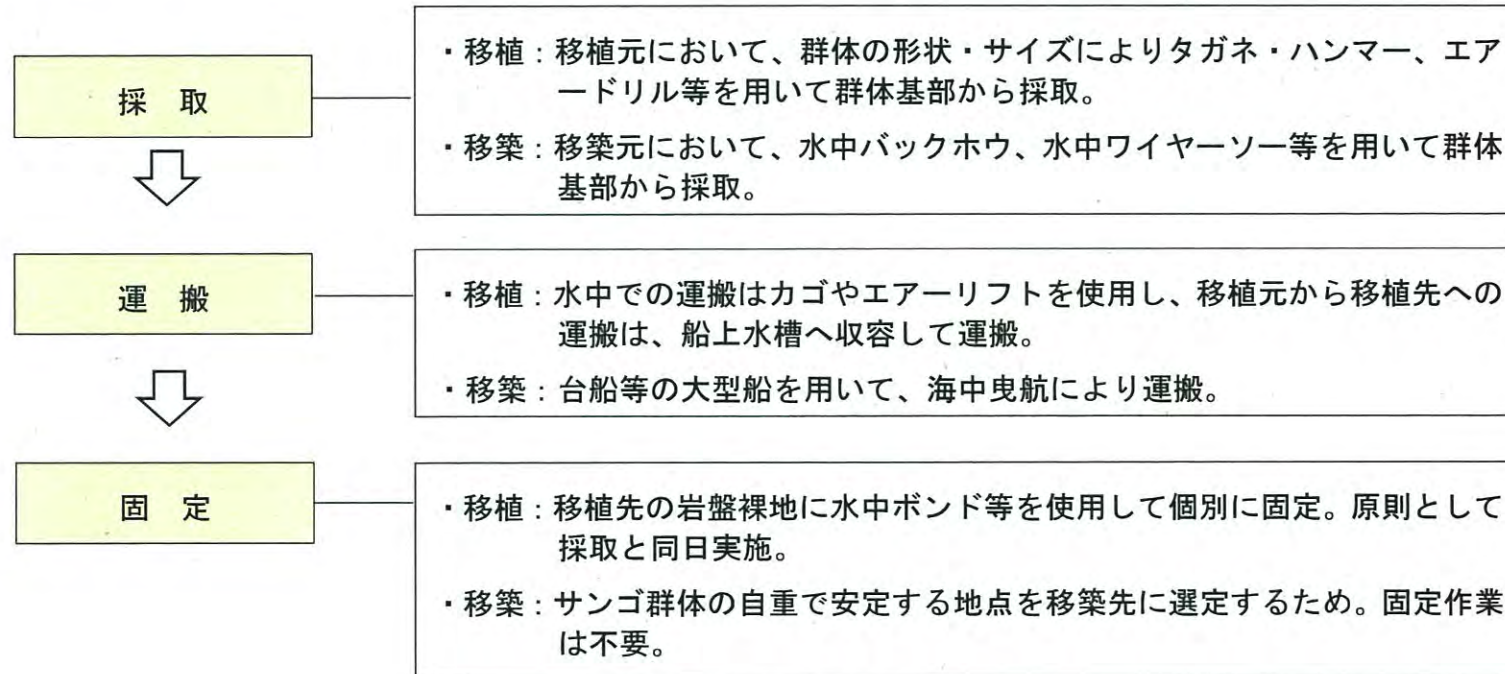 採 取
・移植：移植元において、群体の形状・サイズによりタガネ・ハンマー、エア
ードリル等を用いて群体基部から採取。
・移築：移築元において、水中バックホウ、水中ワイヤーソー等を用いて群体
基部から採取。
運 搬
・移植：水中での運搬はカゴやエアーリフトを使用し、移植元から移植先への
運搬は、船上水槽へ収容して運搬。
・移築：台船等の大型船を用いて、海中曳航により運搬。
固 定
・移植：移植先の岩盤裸地に水中ボンド等を使用して個別に固定。原則として
採取と同日実施。
・移築：サンゴ群体の自重で安定する地点を移築先に選定するため。固定作業
は不要。